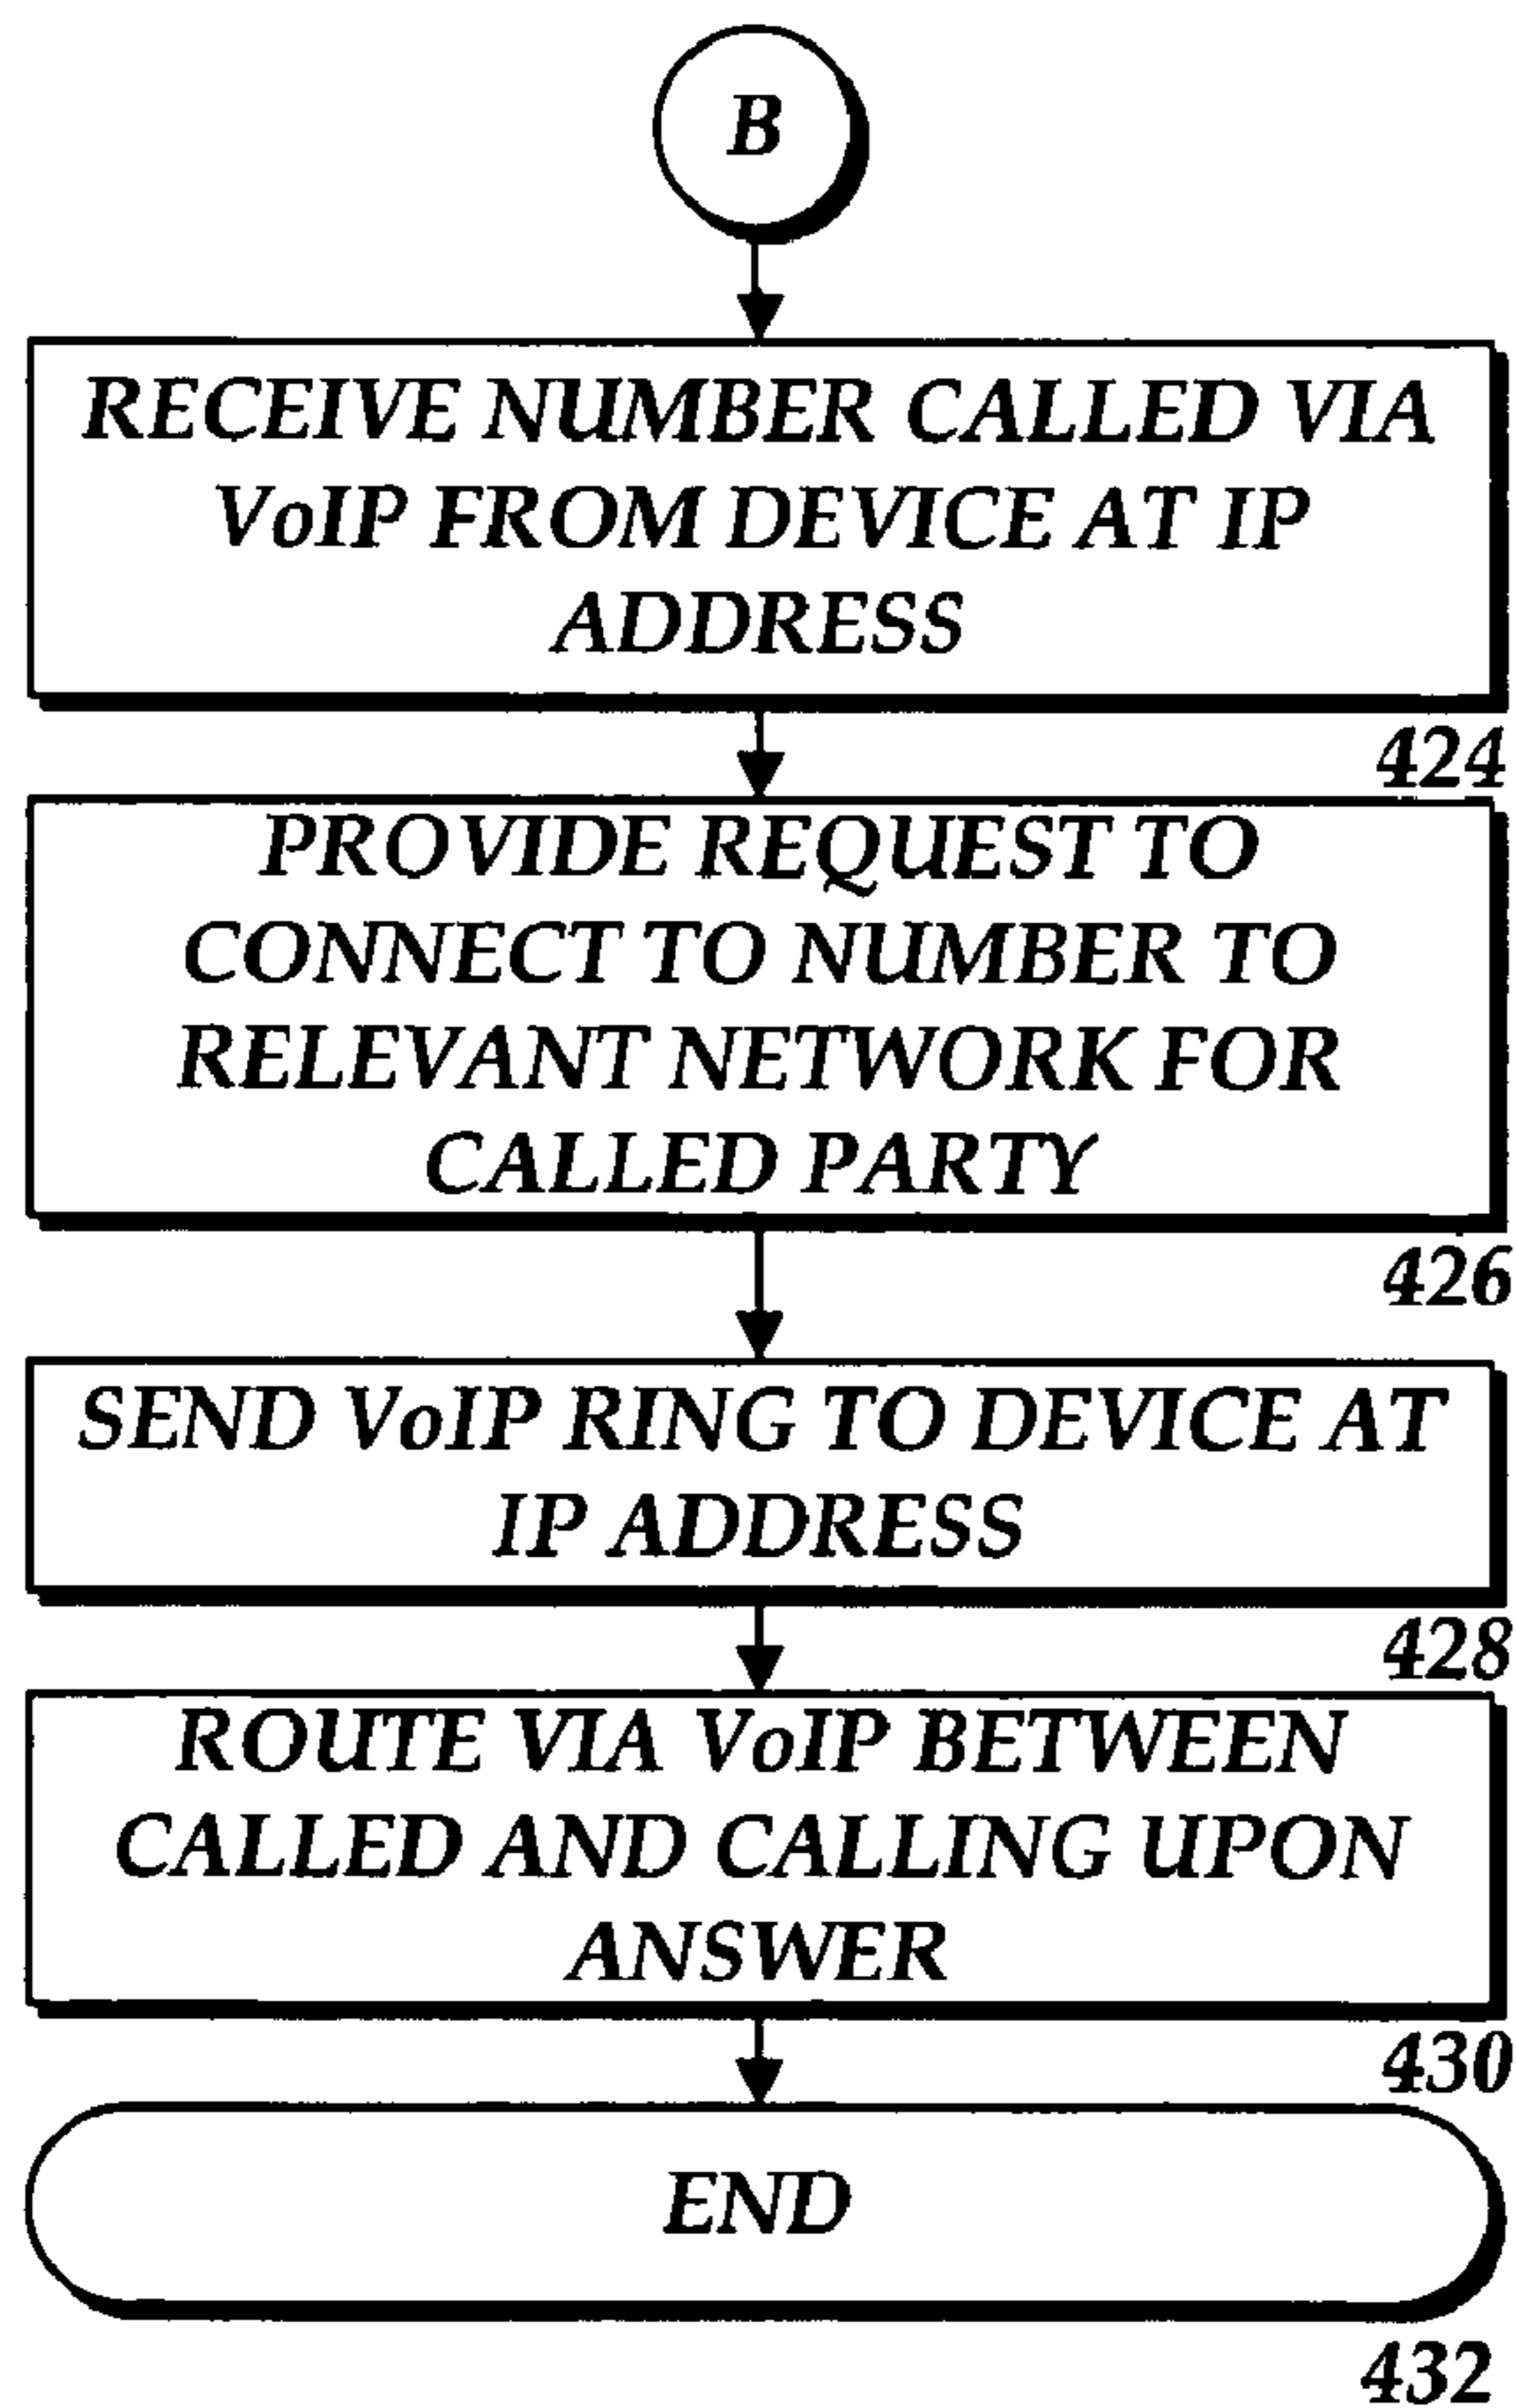 B
RECEIVE NUMBER CALLED VIA
VoIP FROM DEVICE AT IP
ADDRESS
424
PROVIDE REQUEST TO
CONNECT TO NUMBER TO
RELEVANT NETWORK FOR
CALLED PARTY
426
SEND VoIP RING TO DEVICE AT
IP ADDRESS
428
ROUTE VIA VoIP BETWEEN
CALLED AND CALLING UPON
ANSWER
430
END
432